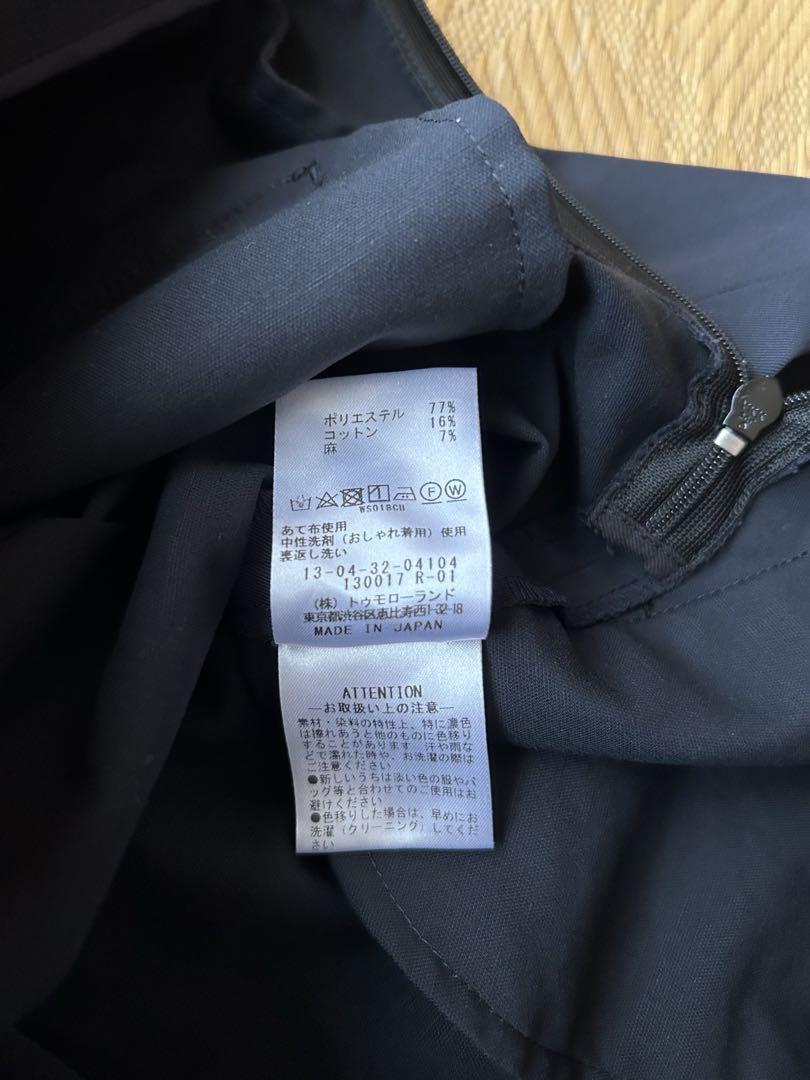 ポリエステル 77%
コットン 16%
麻 7%
F W
WS01BCU
あて布使用
中性洗剤(おしゃれ着用)使用
裏返し洗い
13-04-32-04104
130017 R-01
(株)トゥモローランド
東京都渋谷区恵比寿西1-32-18
MADE IN JAPAN
ATTENTION
―お取扱い上の注意―
素材・染料の特性上、特に濃色
は擦れあうと他のものに色移り
することがあります 汗や雨な
どで濡れた時や、お洗濯の際は
ご注意ください
●新しいうちは淡い色の服やバ
ッグ等と合わせてのご使用はお
避けください
●色移りした場合は、早めにお
洗濯(クリーニング)してくだ
さい